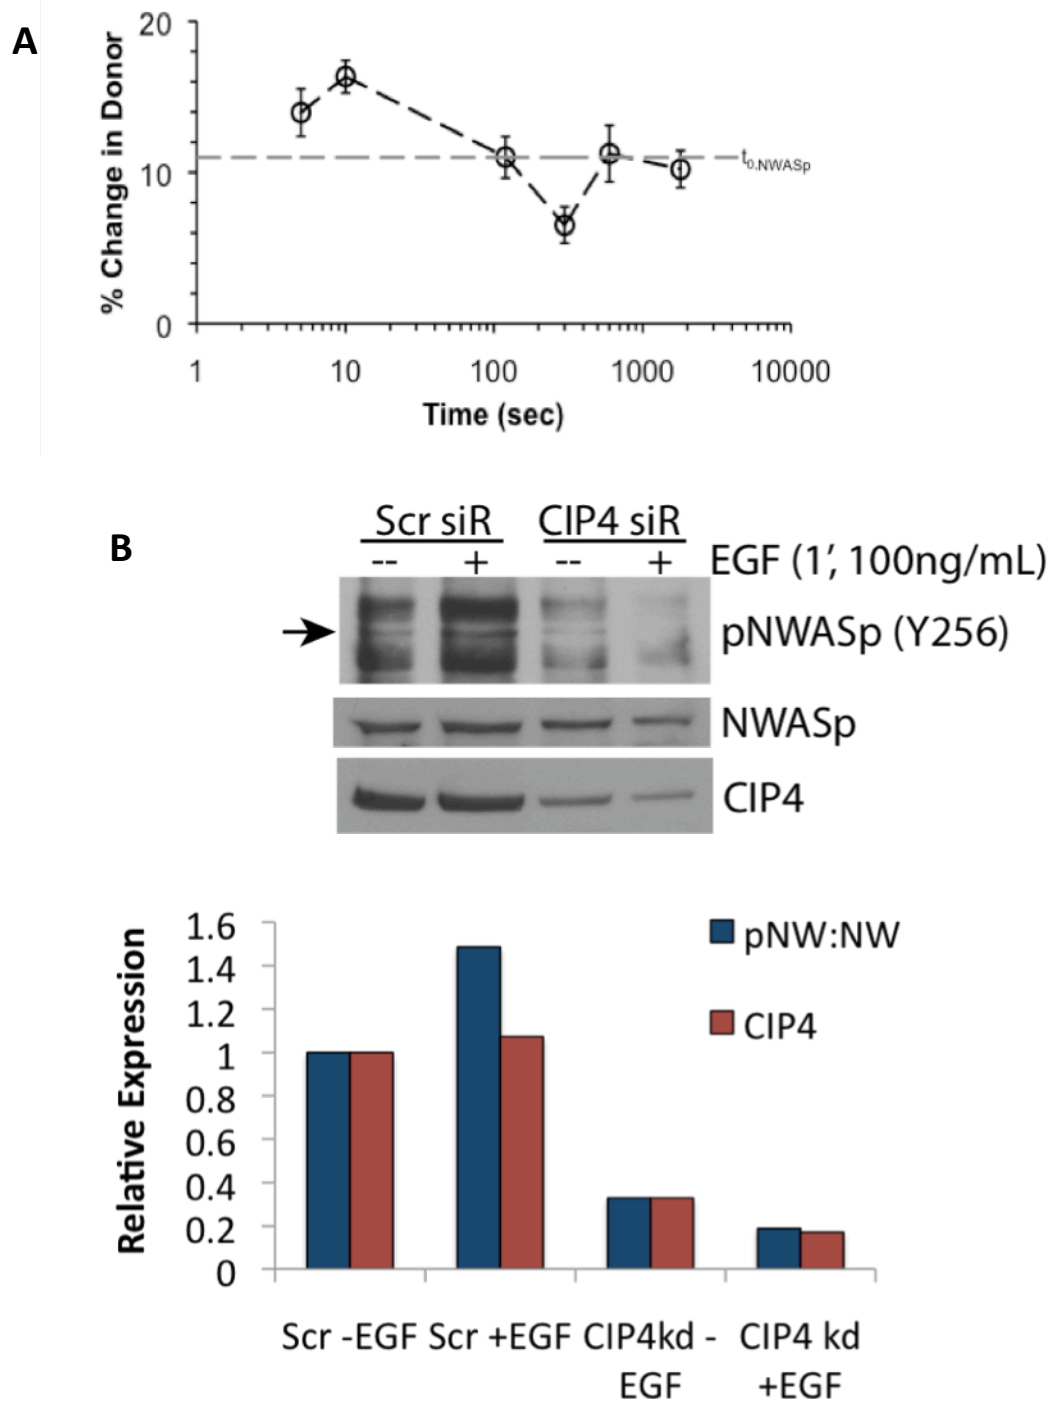 A
% Change in Donor
20
10
0
t0,NWASp
1 10 100 1000 10000
Time (sec)
B
Scr siR CIP4 siR
-- + -- + EGF (1’, 100ng/mL)
pNWASp (Y256)
NWASp
CIP4
Relative Expression
1.6
1.4
1.2
1
0.8
0.6
0.4
0.2
0
pNW:NW
CIP4
Scr -EGF Scr +EGF CIP4kd - CIP4 kd
EGF +EGF